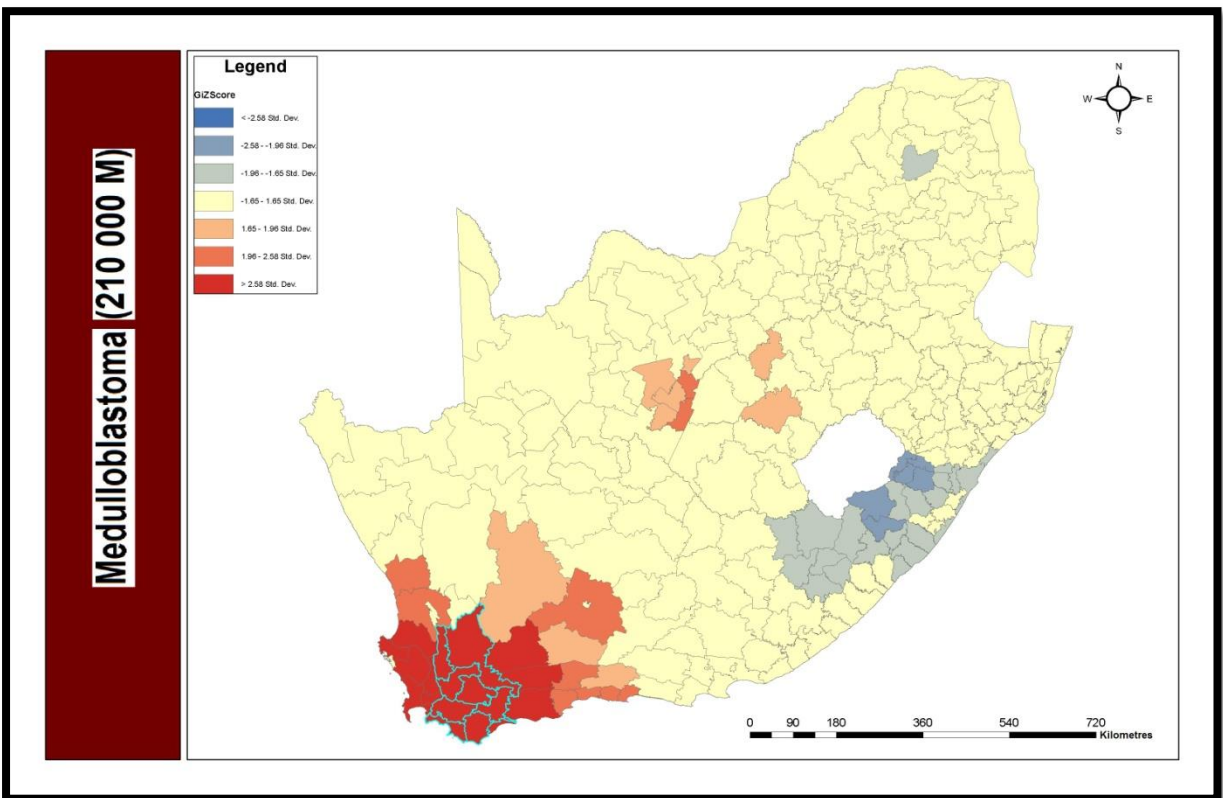 Medulloblastoma (210 000 M)
Legend
GiZScore
< -2.58 Std. Dev.
-2.58 - -1.96 Std. Dev.
-1.96 - -1.65 Std. Dev.
-1.65 - 1.65 Std. Dev.
1.65 - 1.96 Std. Dev.
1.96 - 2.58 Std. Dev.
> 2.58 Std. Dev.
N
W E
S
0 90 180 360 540 720
Kilometres